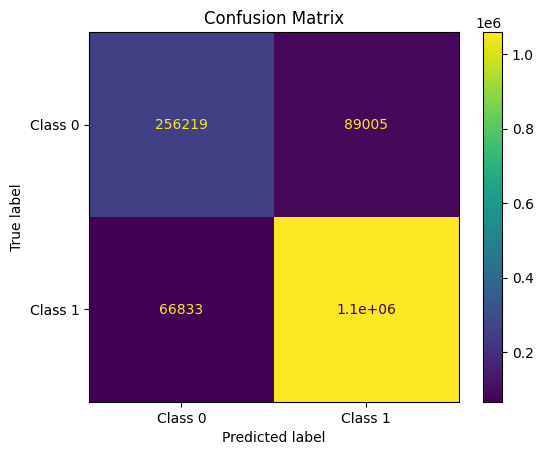 Confusion Matrix
1e6
Class 0
256219
89005
Class 1
66833
1.1e+06
True label
Class 0
Class 1
Predicted label
1.0
0.8
0.6
0.4
0.2